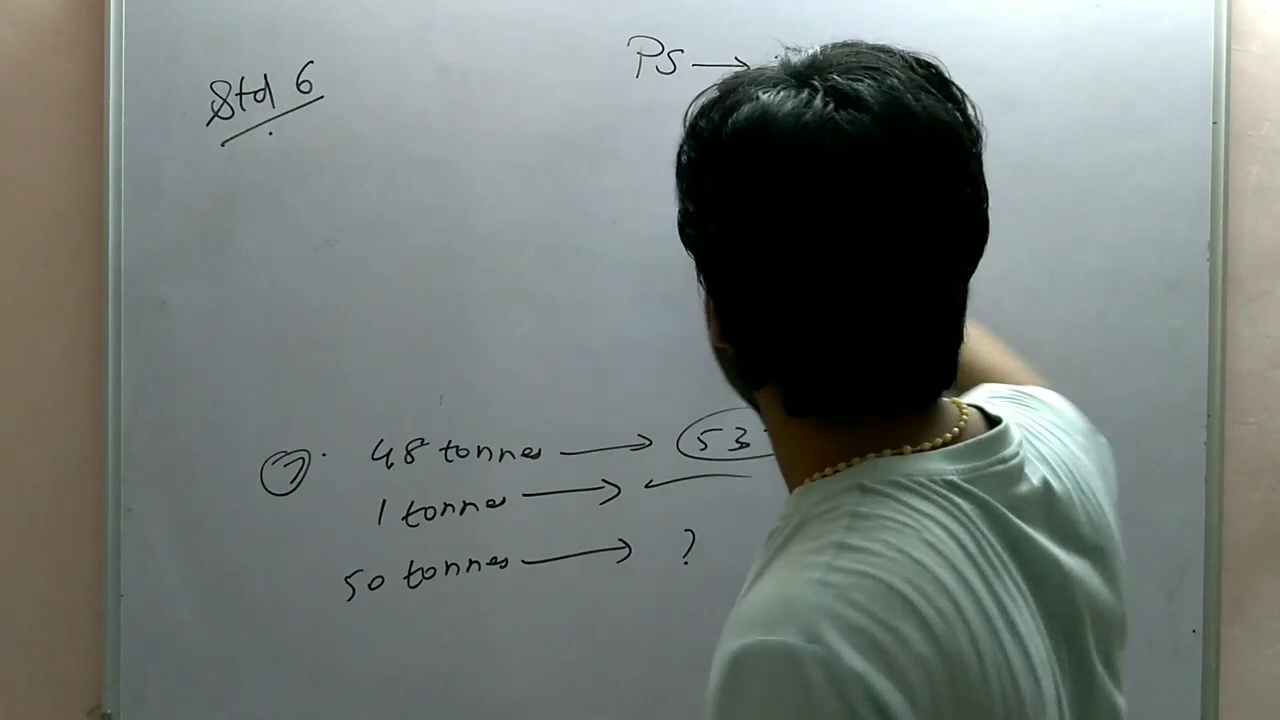 Std 6
PS →
7. 48 tonnes → 53
1 tonne →
50 tonnes → ?